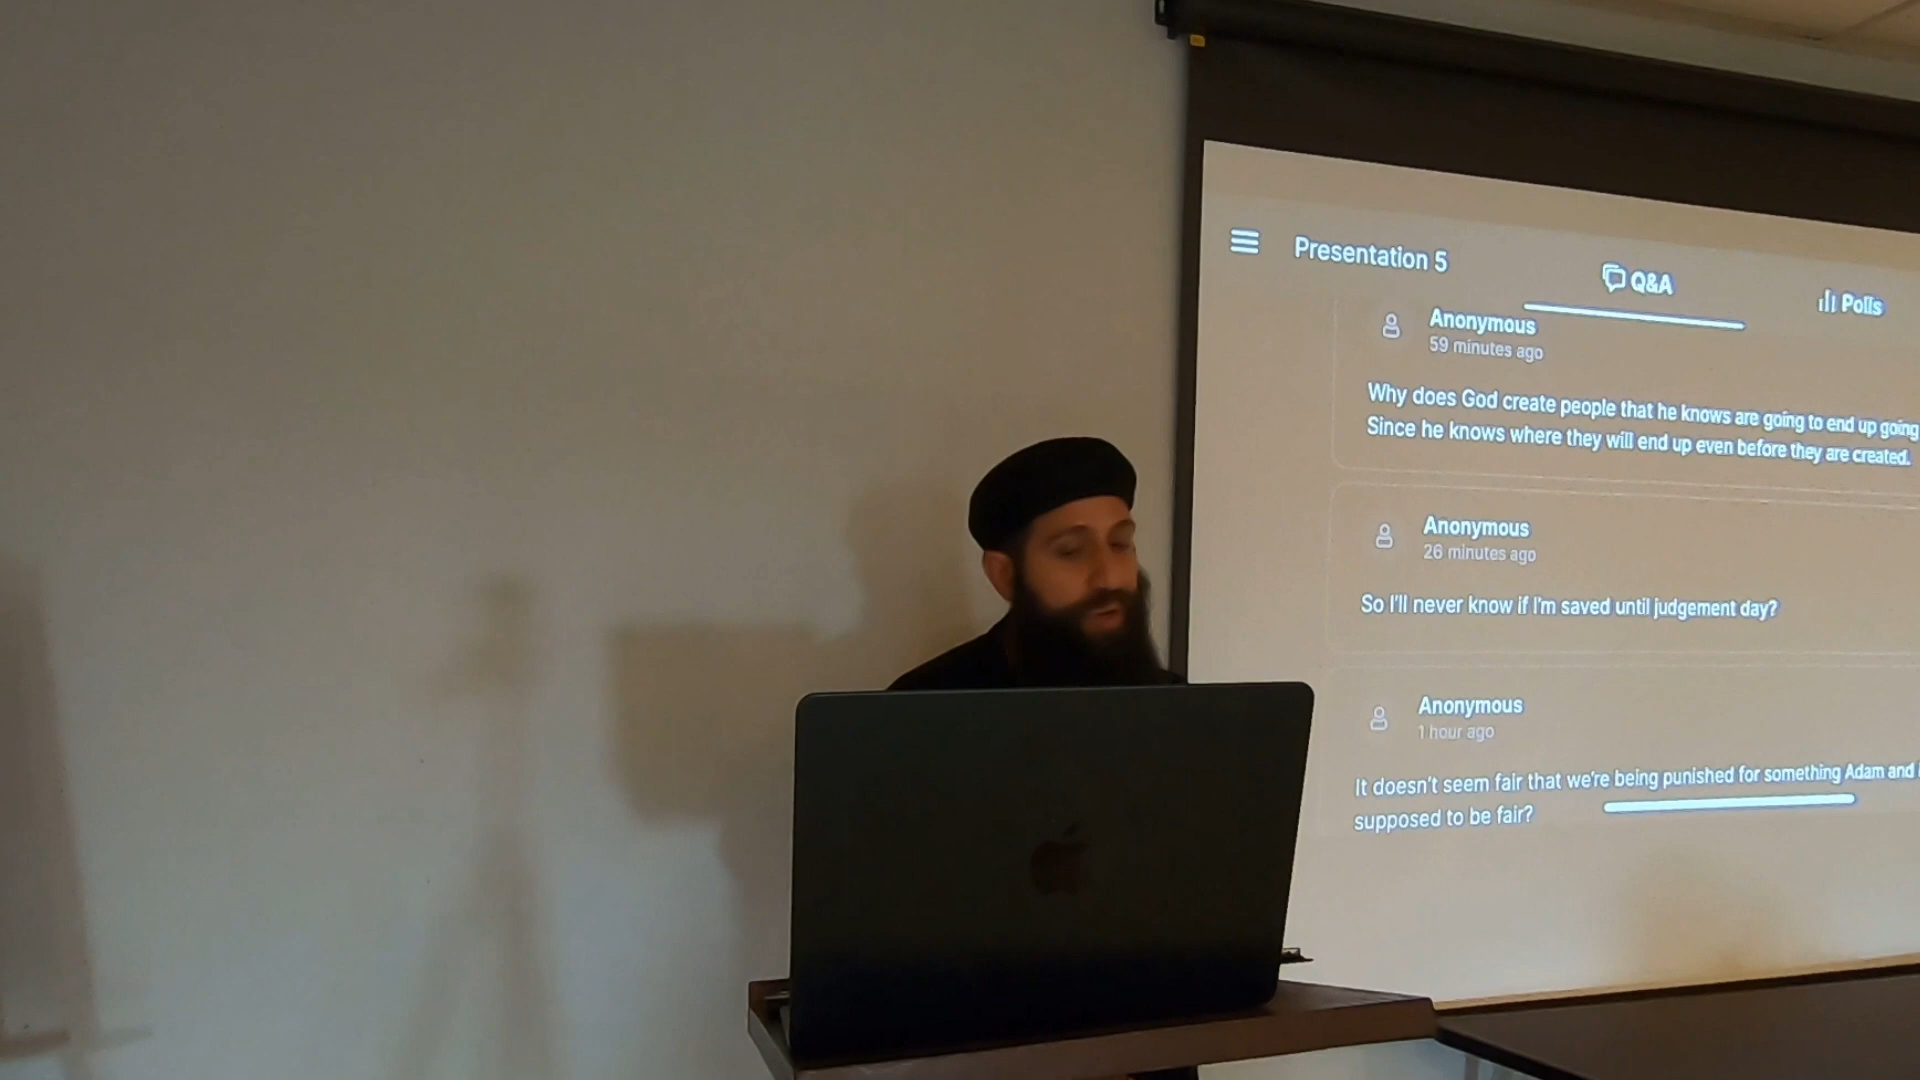 Presentation 5
Q&A
Polls
Anonymous
59 minutes ago
Why does God create people that he knows are going to end up going
Since he knows where they will end up even before they are created.
Anonymous
26 minutes ago
So I'll never know if I'm saved until judgement day?
Anonymous
1 hour ago
It doesn't seem fair that we're being punished for something Adam and
supposed to be fair?